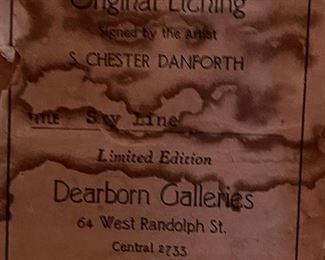 Original Etching
Signed by the Artist
S. CHESTER DANFORTH
TITLE Sky Line
Limited Edition
Dearborn Galleries
64 West Randolph St.
Central 2733